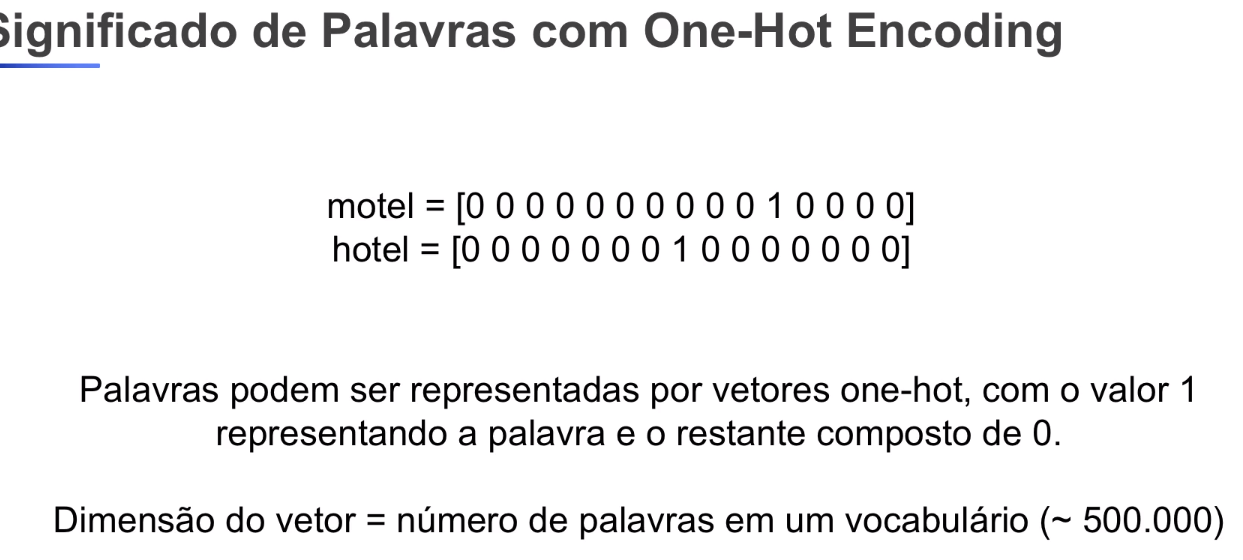 Significado de Palavras com One-Hot Encoding
motel = [0 0 0 0 0 0 0 0 0 0 1 0 0 0 0]
hotel = [0 0 0 0 0 0 0 1 0 0 0 0 0 0 0]
Palavras podem ser representadas por vetores one-hot, com o valor 1
representando a palavra e o restante composto de 0.
Dimensão do vetor = número de palavras em um vocabulário (~ 500.000)